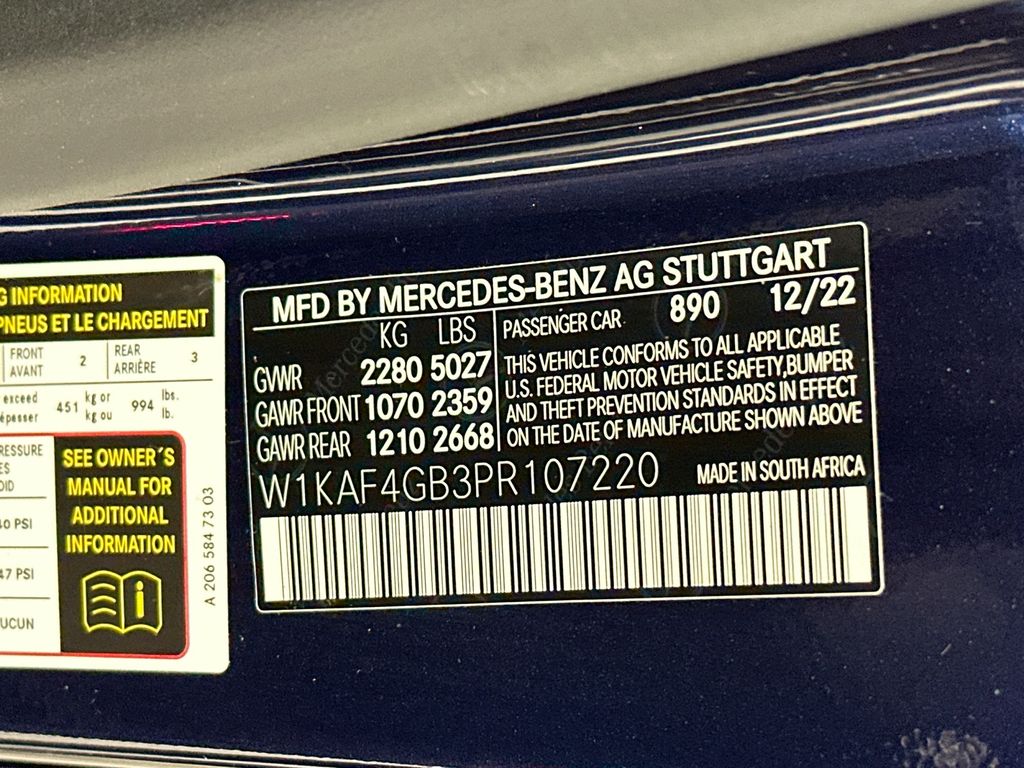 G INFORMATION
PNEUS ET LE CHARGEMENT
FRONT AVANT 2 REAR ARRIÈRE 3
exceed 451 kg or 994 lbs.
épasser kg ou lb.
RESSURE
ES
OID
40 PSI
47 PSI
UCUN
SEE OWNER´S
MANUAL FOR
ADDITIONAL
INFORMATION
i
A 206 584 73 03
MFD BY MERCEDES-BENZ AG STUTTGART
KG LBS
GVWR 2280 5027
GAWR FRONT 1070 2359
GAWR REAR 1210 2668
PASSENGER CAR 890 12/22
THIS VEHICLE CONFORMS TO ALL APPLICABLE
U.S. FEDERAL MOTOR VEHICLE SAFETY,BUMPER
AND THEFT PREVENTION STANDARDS IN EFFECT
ON THE DATE OF MANUFACTURE SHOWN ABOVE
W1KAF4GB3PR107220
MADE IN SOUTH AFRICA